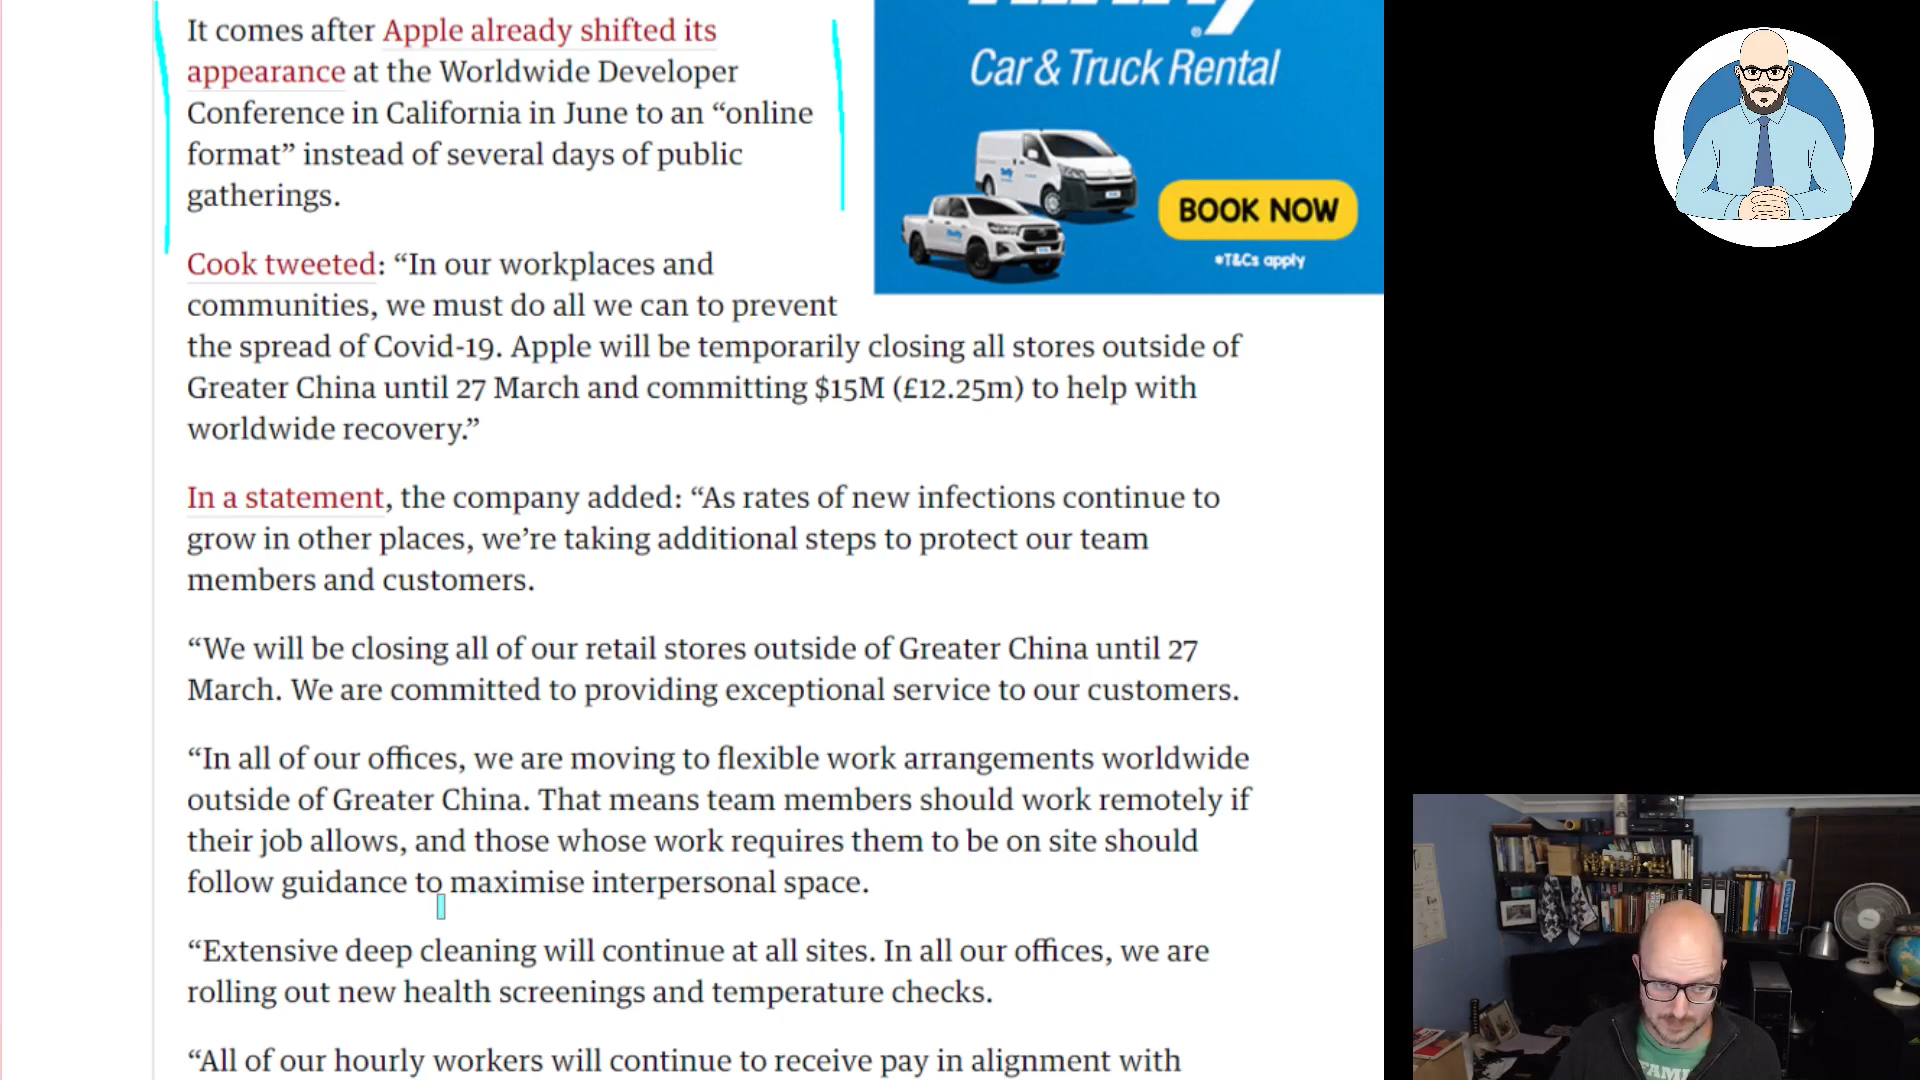 It comes after Apple already shifted its
appearance at the Worldwide Developer
Conference in California in June to an “online
format” instead of several days of public
gatherings.
Cook tweeted: “In our workplaces and
communities, we must do all we can to prevent
the spread of Covid-19. Apple will be temporarily closing all stores outside of
Greater China until 27 March and committing $15M (£12.25m) to help with
worldwide recovery.”
In a statement, the company added: “As rates of new infections continue to
grow in other places, we’re taking additional steps to protect our team
members and customers.
“We will be closing all of our retail stores outside of Greater China until 27
March. We are committed to providing exceptional service to our customers.
“In all of our offices, we are moving to flexible work arrangements worldwide
outside of Greater China. That means team members should work remotely if
their job allows, and those whose work requires them to be on site should
follow guidance to maximise interpersonal space.
“Extensive deep cleaning will continue at all sites. In all our offices, we are
rolling out new health screenings and temperature checks.
“All of our hourly workers will continue to receive pay in alignment with
Car & Truck Rental
BOOK NOW
*T&Cs apply